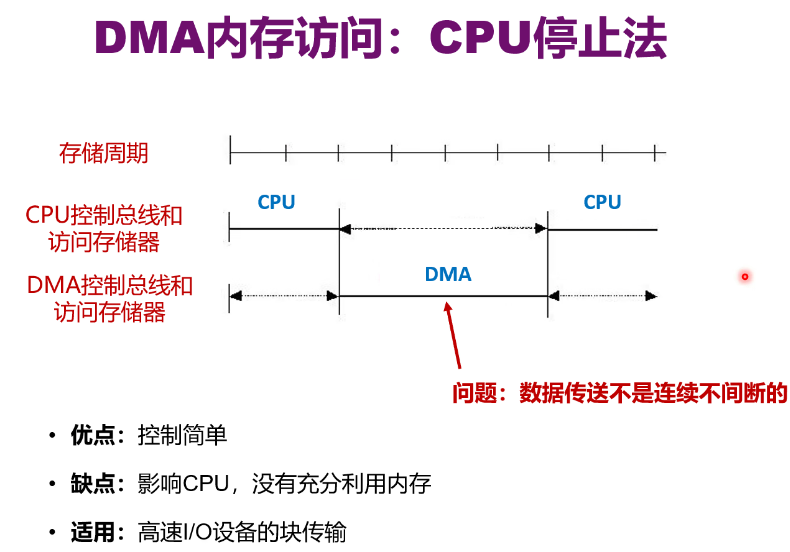 DMA内存访问：CPU停止法
存储周期
CPU控制总线和
访问存储器
CPU
CPU
DMA控制总线和
访问存储器
DMA
问题：数据传送不是连续不间断的
• 优点：控制简单
• 缺点：影响CPU，没有充分利用内存
• 适用：高速I/O设备的块传输